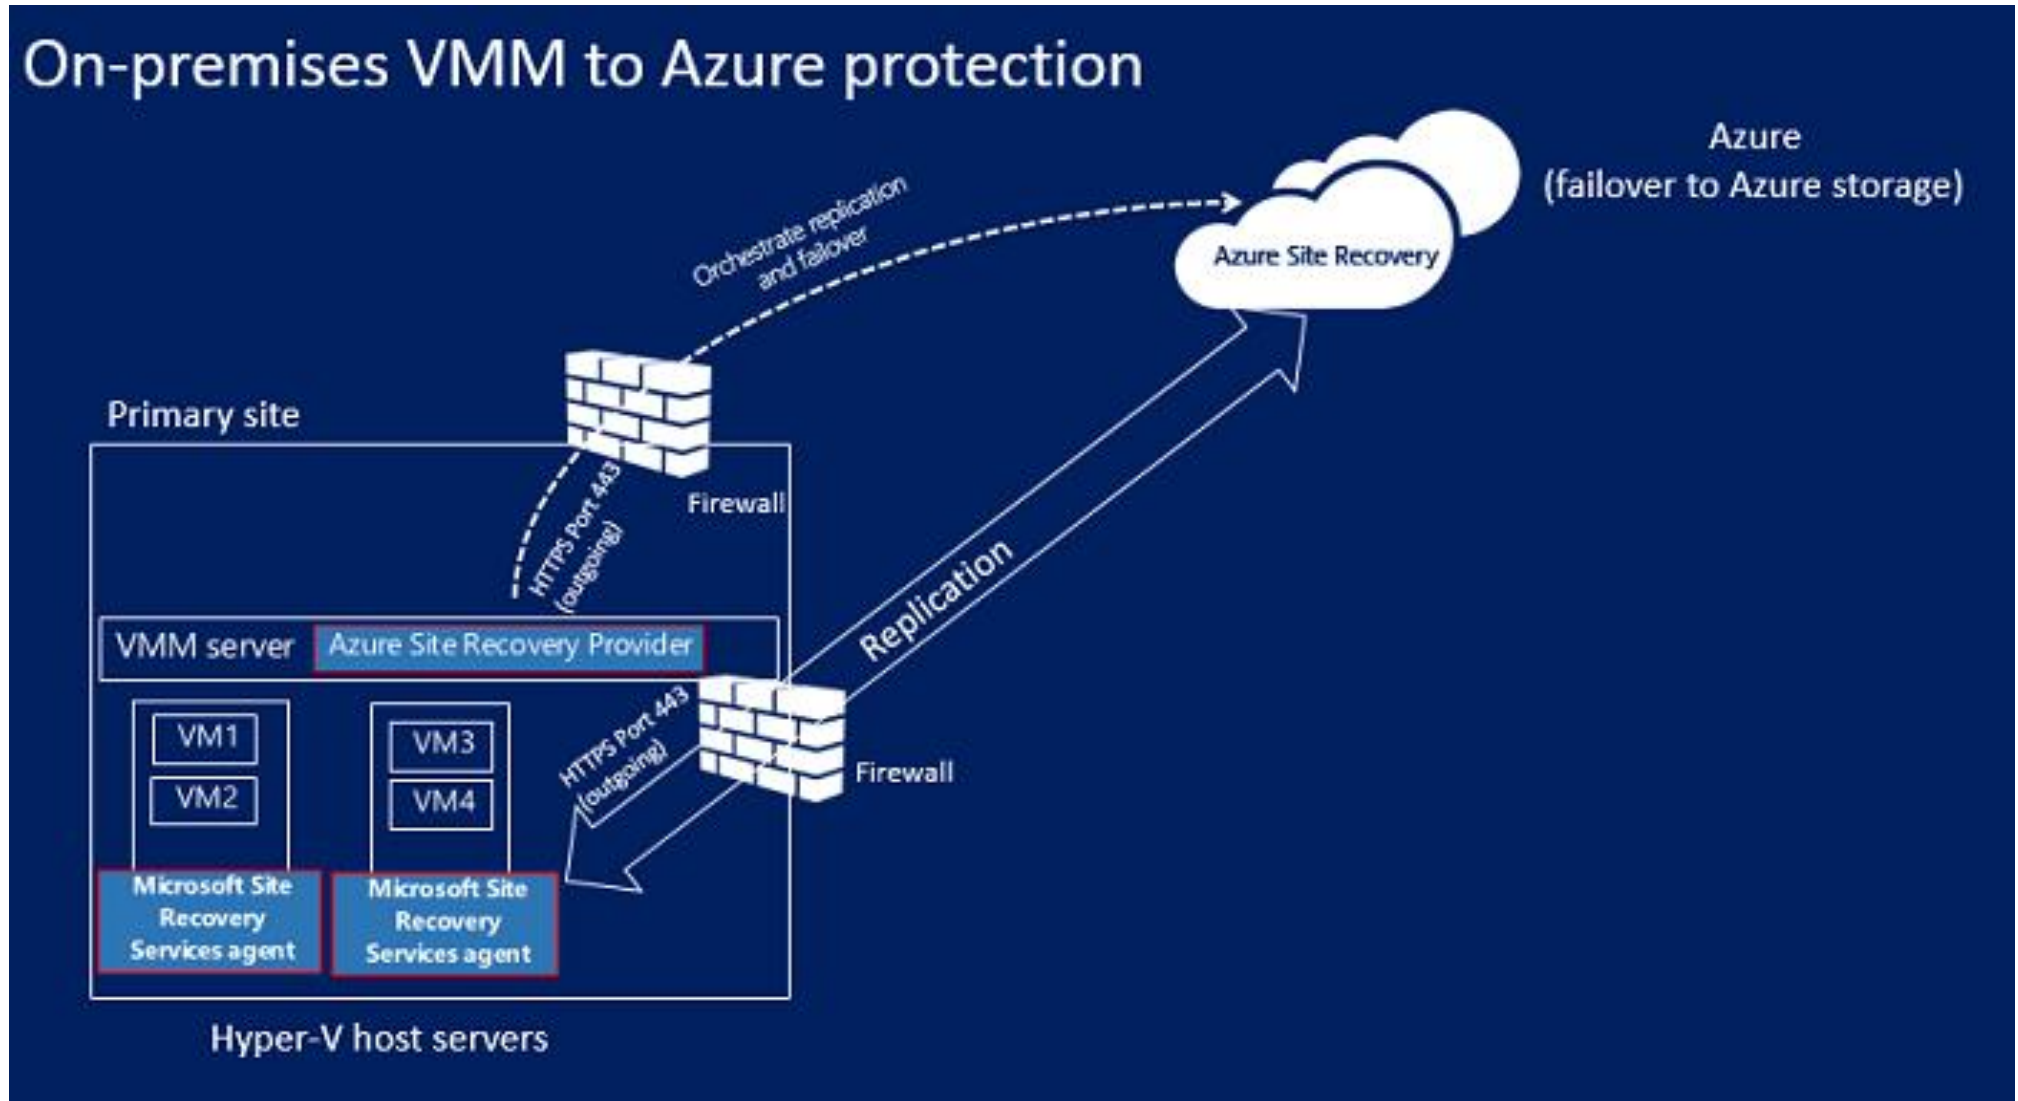 On-premises VMM to Azure protection
Azure
(failover to Azure storage)
Orchestrate replication
and failover
Azure Site Recovery
Primary site
Firewall
HTTPS Port 443
(outgoing)
Replication
VMM server
Azure Site Recovery Provider
HTTPS Port 443
(outgoing)
Firewall
VM1
VM2
VM3
VM4
Microsoft Site
Recovery
Services agent
Microsoft Site
Recovery
Services agent
Hyper-V host servers